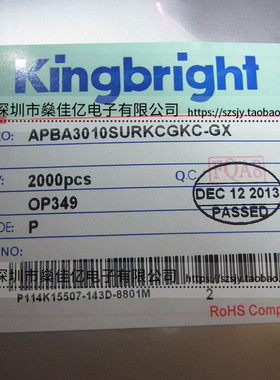 Kingbright
深圳市燊佳亿电子有限公司 https://szsjy.
O: APBA3010SURKCGKC-GX
Y: 2000pcs Q.C.
FQA8
DEC 12 2013
PASSED
OP349
DE: P
深圳市燊佳亿电子有限公司 https://szsjy.
P114K15507-143D-8801M 2
RoHS Comp